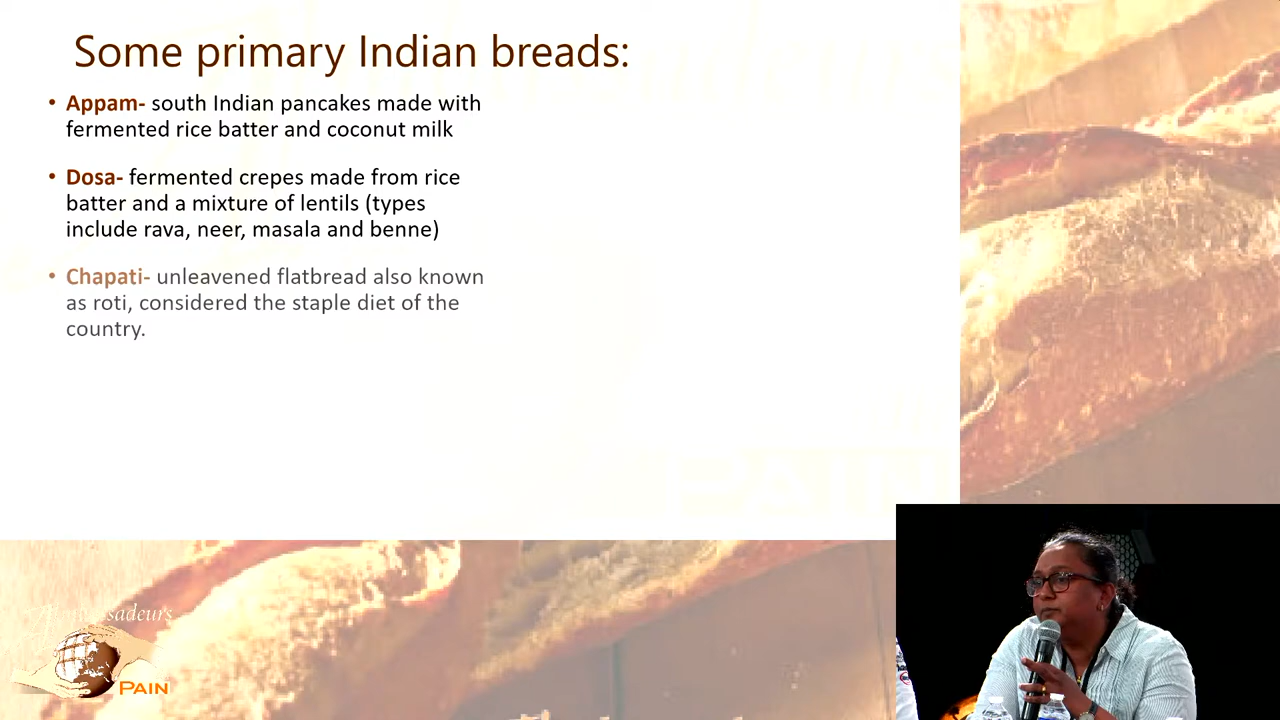 Some primary Indian breads:
• Appam- south Indian pancakes made with
fermented rice batter and coconut milk
• Dosa- fermented crepes made from rice
batter and a mixture of lentils (types
include rava, neer, masala and benne)
• Chapati- unleavened flatbread also known
as roti, considered the staple diet of the
country.
PAIN
Ambassadeurs
PAIN